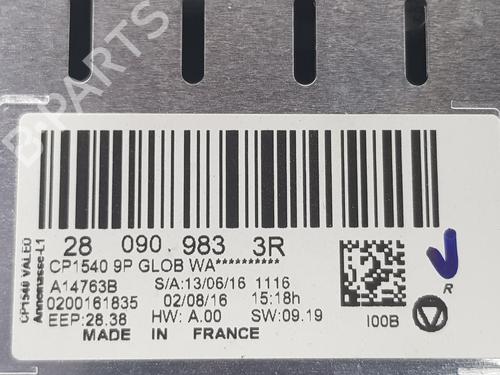 B-PARTS
CP1540 VALEO
Annemasse-L1
28 090 983 3R
CP1540 9P GLOB WA**********
A14763B S/A:13/06/16 1116
0200161835 02/08/16 15:18h
EEP:28.38 HW: A.00 SW:09.19
MADE IN FRANCE
I00B
R
V